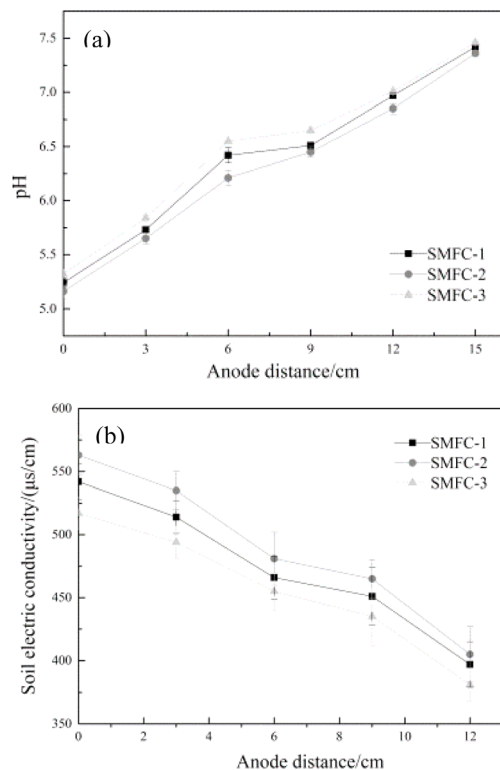 (a)
7.5
7.0
6.5
6.0
5.5
5.0
pH
SMFC-1
SMFC-2
SMFC-3
0 3 6 9 12 15
Anode distance/cm
(b)
600
550
500
450
400
350
Soil electric conductivity/(μs/cm)
SMFC-1
SMFC-2
SMFC-3
0 2 4 6 8 10 12
Anode distance/cm